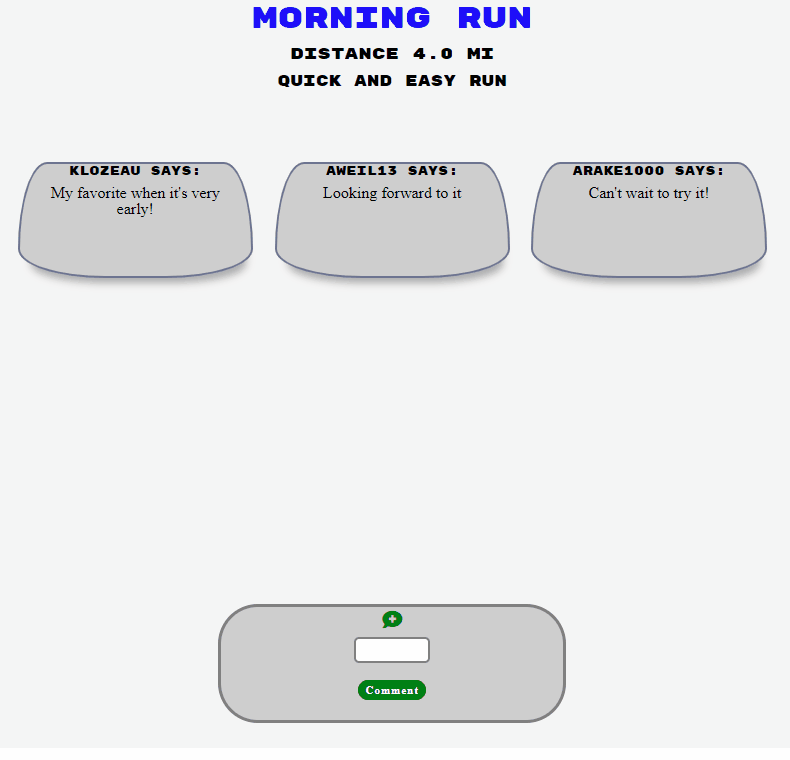 MORNING RUN
DISTANCE 4.0 MI
QUICK AND EASY RUN
KLOZEAU SAYS:
My favorite when it's very
early!
AWEIL13 SAYS:
Looking forward to it
ARAKE1000 SAYS:
Can't wait to try it!
Comment